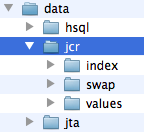 data
hsql
jcr
index
swap
values
jta